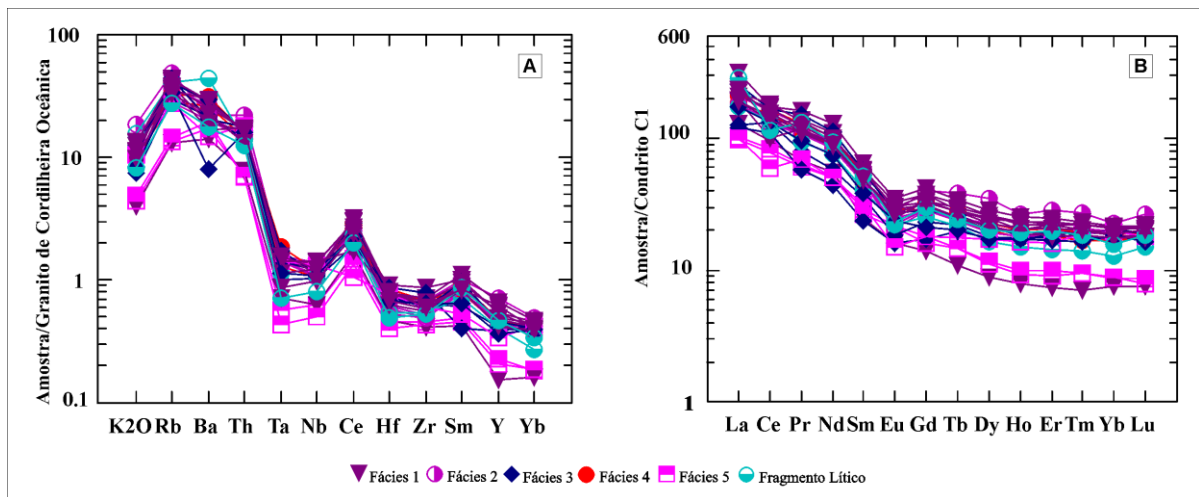 100
10
1
0.1
Amostra/Granito de Cordilheira Oceânica
A
K2O Rb Ba Th Ta Nb Ce Hf Zr Sm Y Yb
600
100
10
1
Amostra/Condrito C1
B
La Ce Pr Nd Sm Eu Gd Tb Dy Ho Er Tm Yb Lu
Fácies 1 Fácies 2 Fácies 3 Fácies 4 Fácies 5 Fragmento Lítico